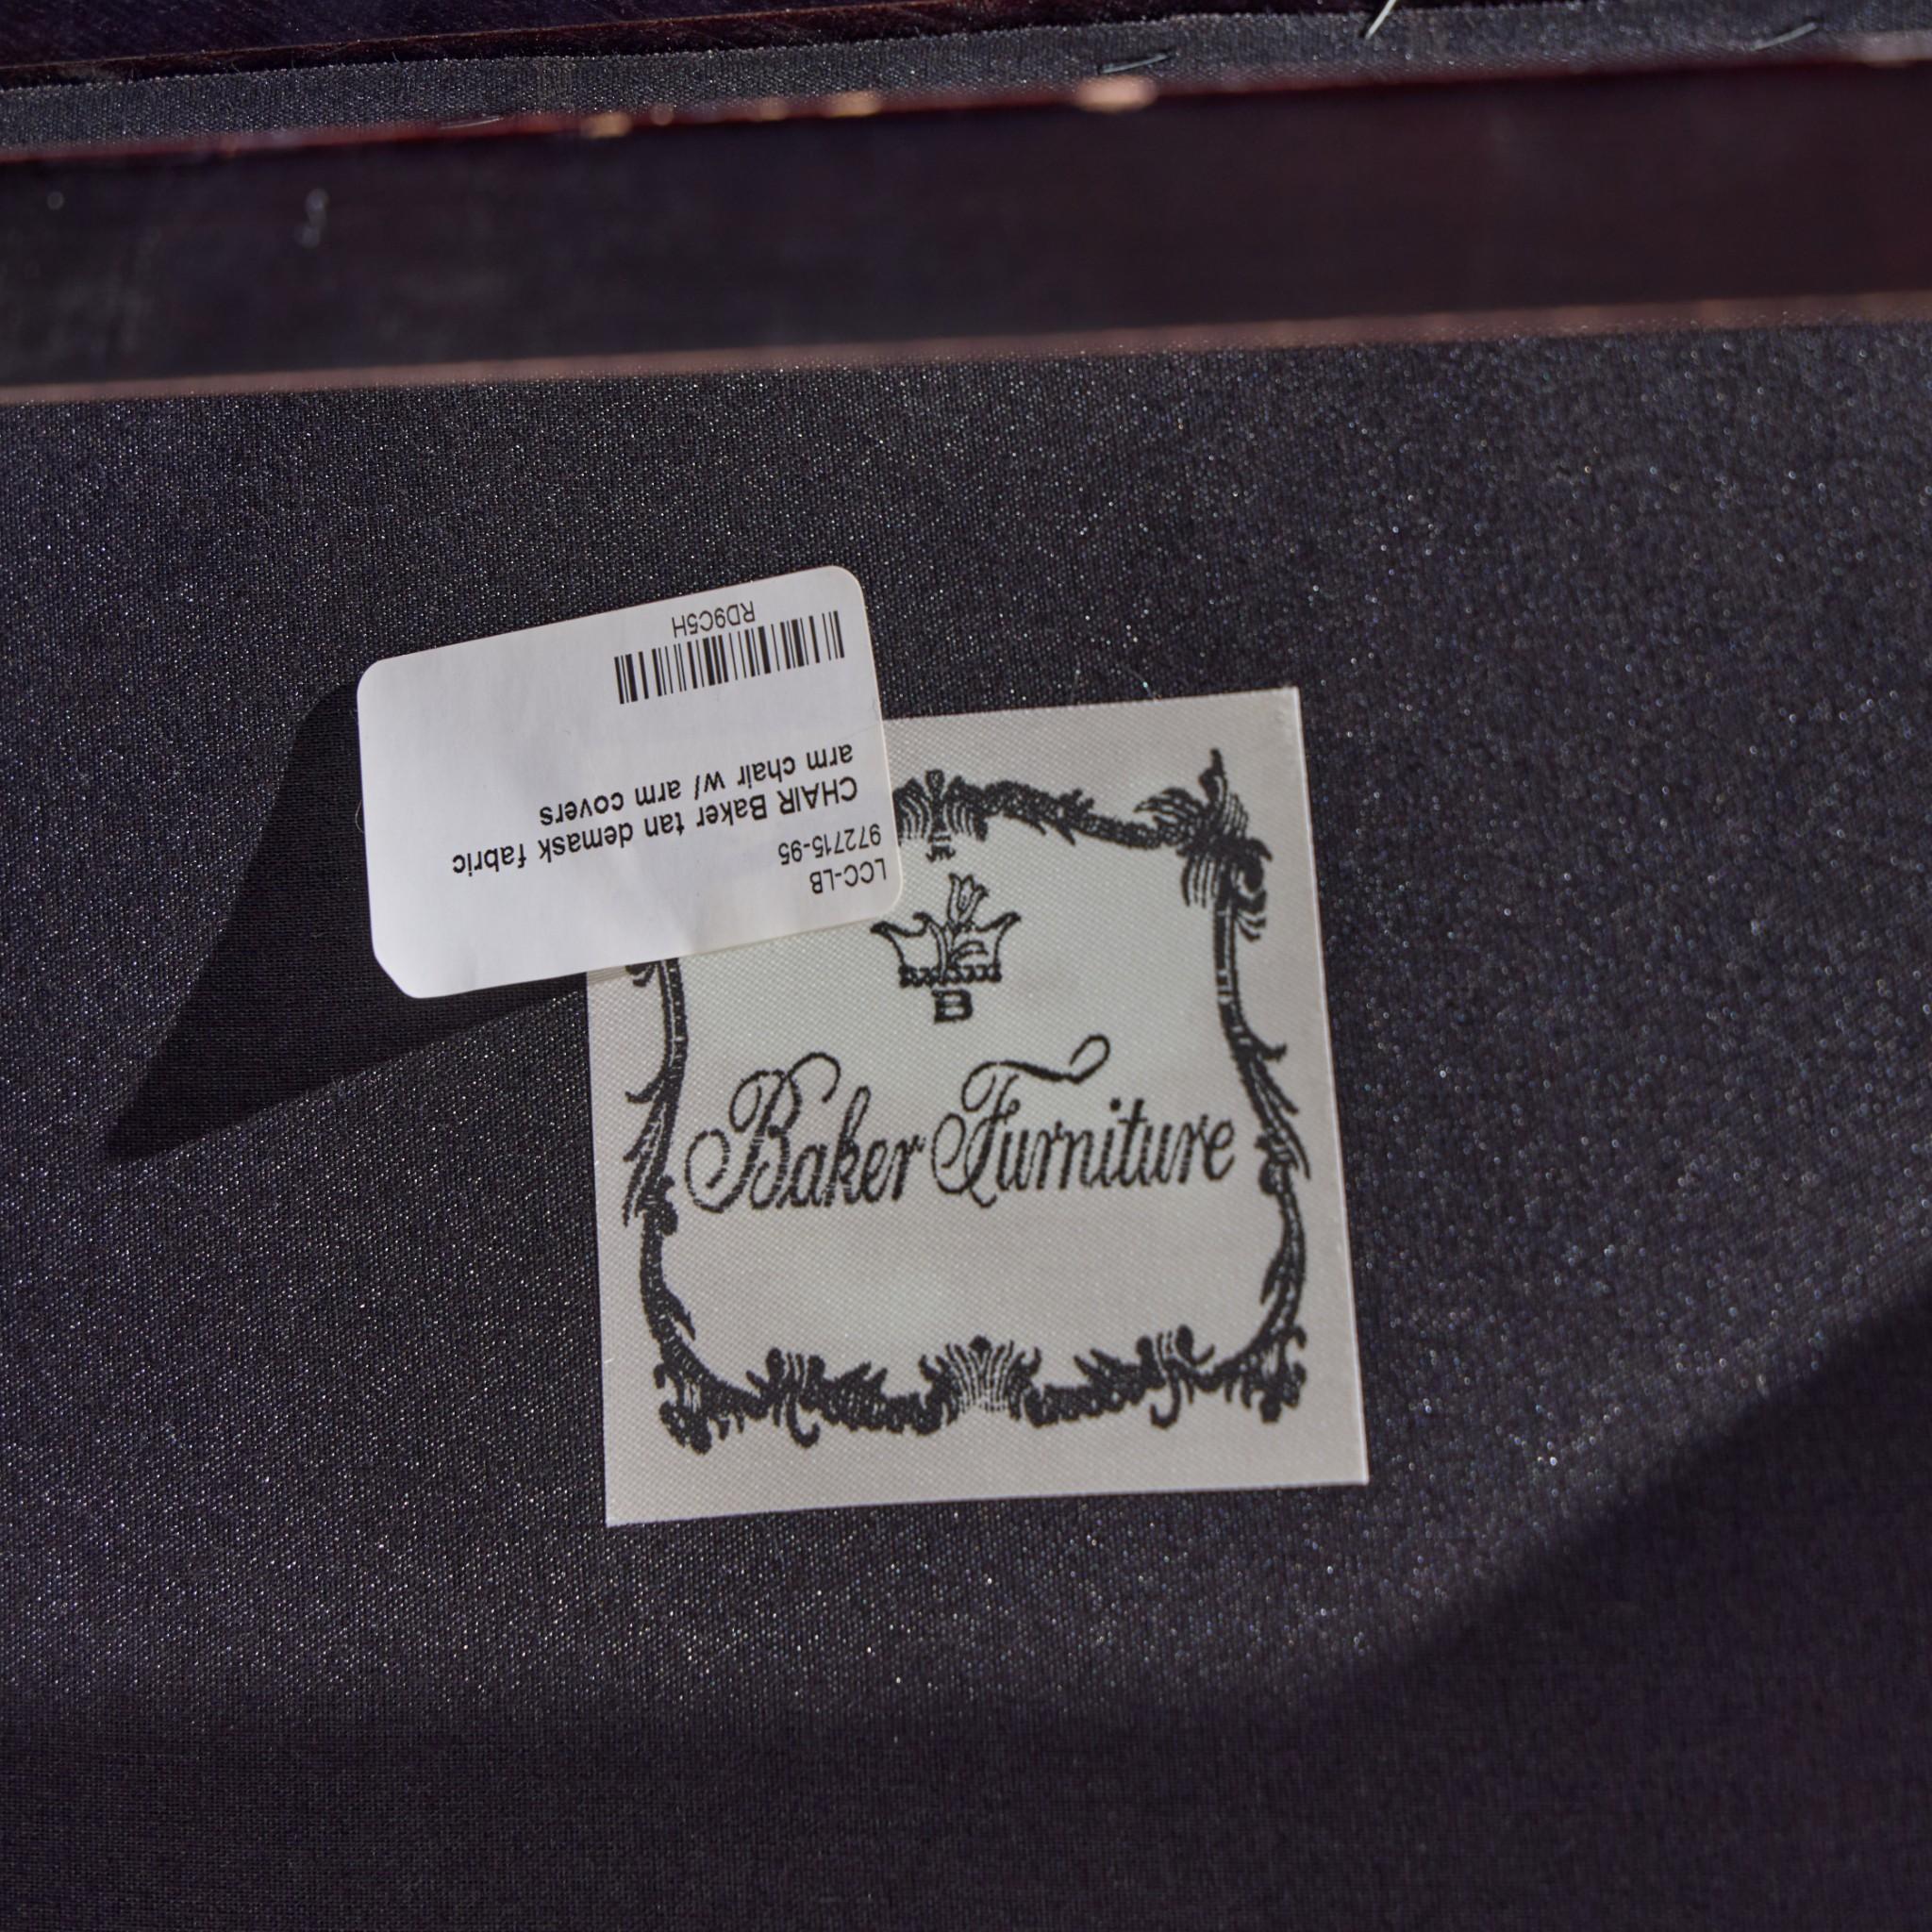 LCC-LB
972715-95
CHAIR Baker tan demask fabric
arm chair w/ arm covers
RD9C5H
B
Baker Furniture